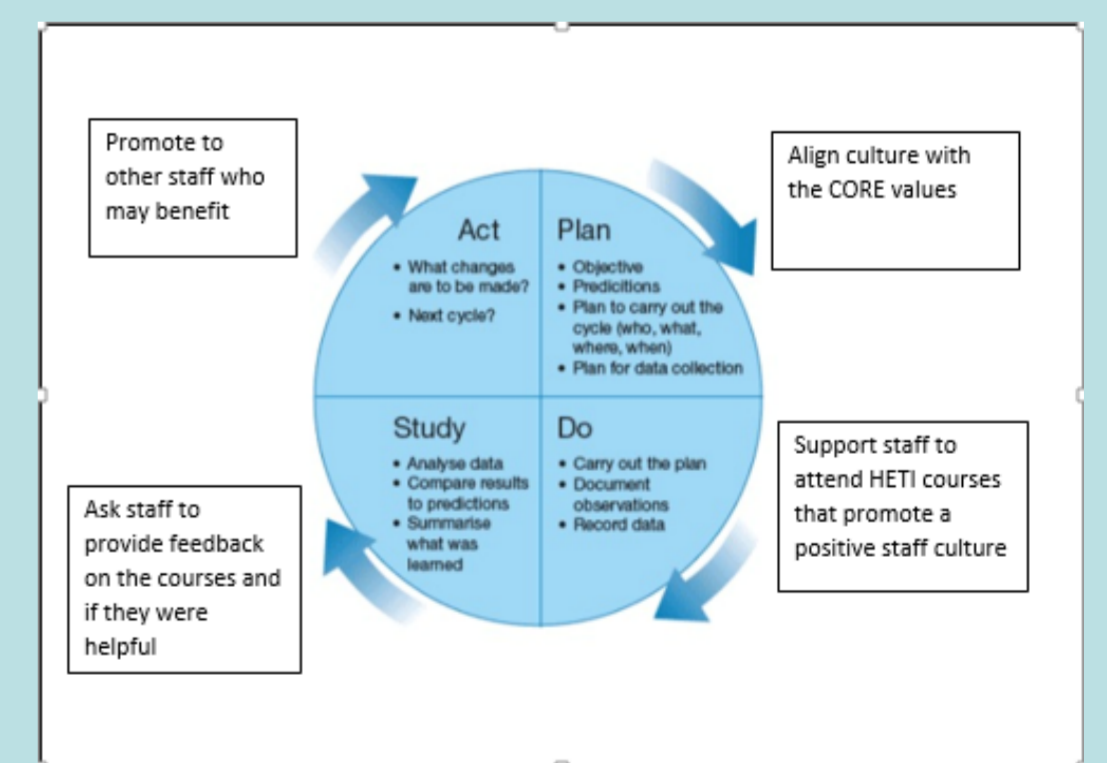 Promote to
other staff who
may benefit
Align culture with
the CORE values
Act
• What changes
are to be made?
• Next cycle?
Plan
• Objective
• Predicitions
• Plan to carry out the
cycle (who, what,
where, when)
• Plan for data collection
Study
• Analyse data
• Compare results
to predictions
• Summarise
what was
learned
Do
• Carry out the plan
• Document
observations
• Record data
Support staff to
attend HETI courses
that promote a
positive staff culture
Ask staff to
provide feedback
on the courses and
if they were
helpful